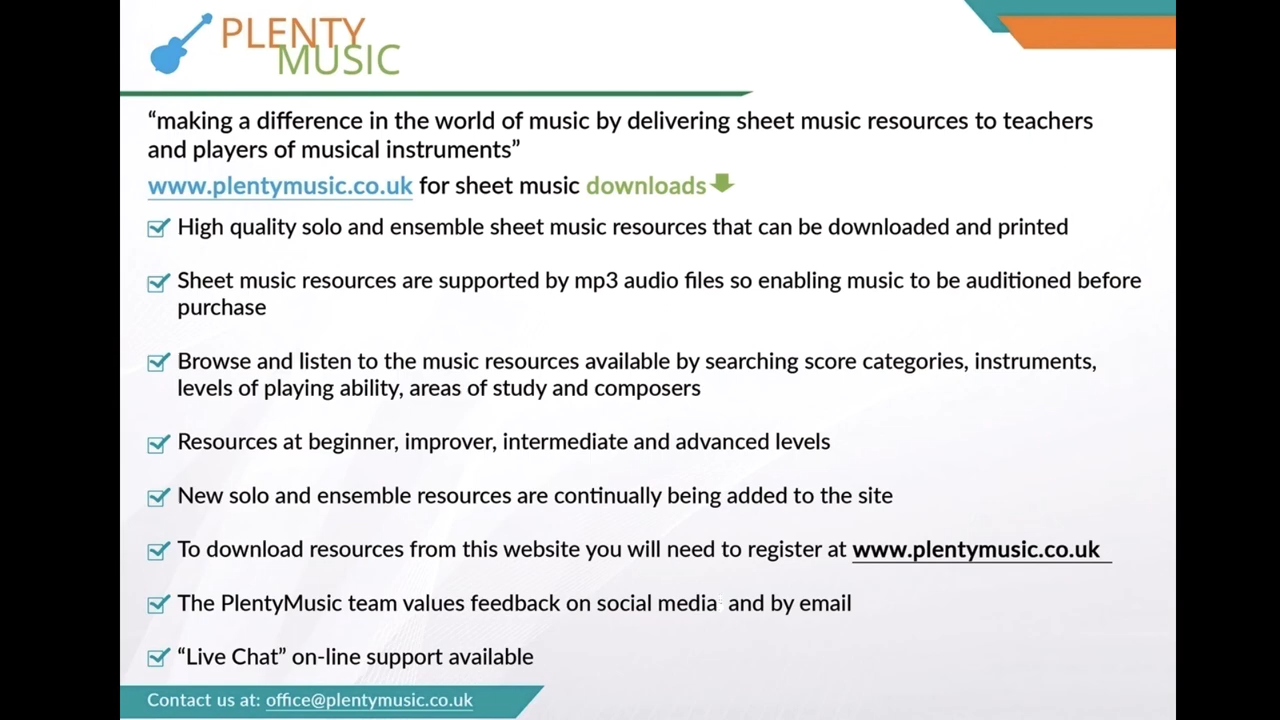 PLENTY
MUSIC
“making a difference in the world of music by delivering sheet music resources to teachers
and players of musical instruments”
www.plentymusic.co.uk for sheet music downloads
High quality solo and ensemble sheet music resources that can be downloaded and printed
Sheet music resources are supported by mp3 audio files so enabling music to be auditioned before
purchase
Browse and listen to the music resources available by searching score categories, instruments,
levels of playing ability, areas of study and composers
Resources at beginner, improver, intermediate and advanced levels
New solo and ensemble resources are continually being added to the site
To download resources from this website you will need to register at www.plentymusic.co.uk
The PlentyMusic team values feedback on social media and by email
“Live Chat” on-line support available
Contact us at: office@plentymusic.co.uk